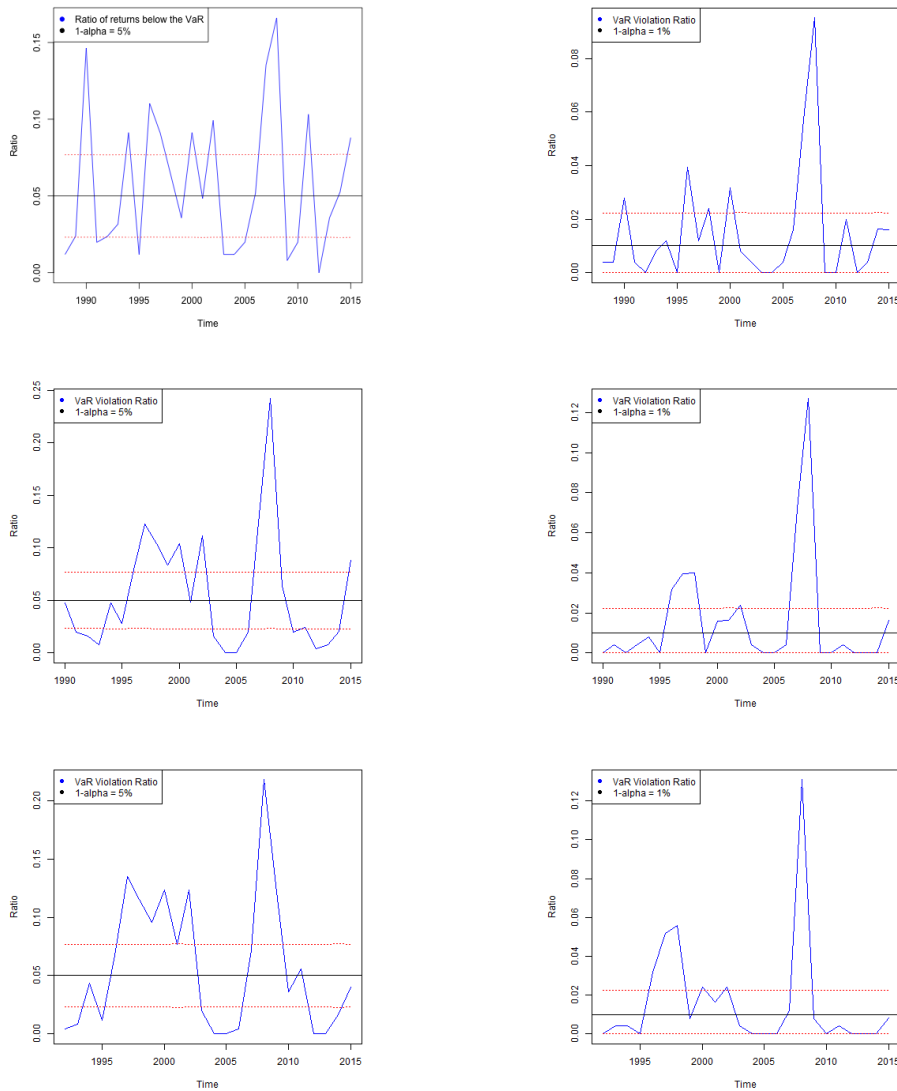 Ratio of returns below the VaR
1-alpha = 5%
Ratio
0.00 0.05 0.10 0.15
1990 1995 2000 2005 2010 2015
Time
VaR Violation Ratio
1-alpha = 1%
Ratio
0.00 0.02 0.04 0.06 0.08
1990 1995 2000 2005 2010 2015
Time
VaR Violation Ratio
1-alpha = 5%
Ratio
0.00 0.05 0.10 0.15 0.20 0.25
1990 1995 2000 2005 2010 2015
Time
VaR Violation Ratio
1-alpha = 1%
Ratio
0.00 0.02 0.04 0.06 0.08 0.10 0.12
1990 1995 2000 2005 2010 2015
Time
VaR Violation Ratio
1-alpha = 5%
Ratio
0.00 0.05 0.10 0.15 0.20
1995 2000 2005 2010 2015
Time
VaR Violation Ratio
1-alpha = 1%
Ratio
0.00 0.02 0.04 0.06 0.08 0.10 0.12
1995 2000 2005 2010 2015
Time